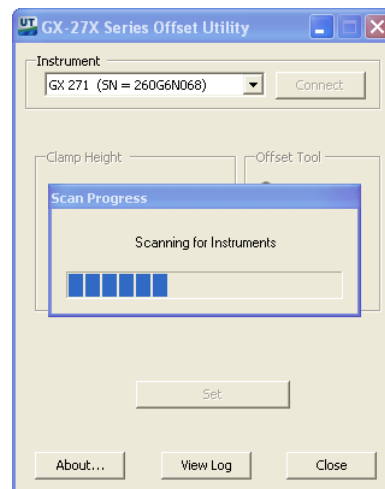 UT GX-27X Series Offset Utility
Instrument
GX 271 (SN = 260G6N068)
Connect
Clamp Height
Offset Tool
Scan Progress
Scanning for Instruments
Set
About...
View Log
Close